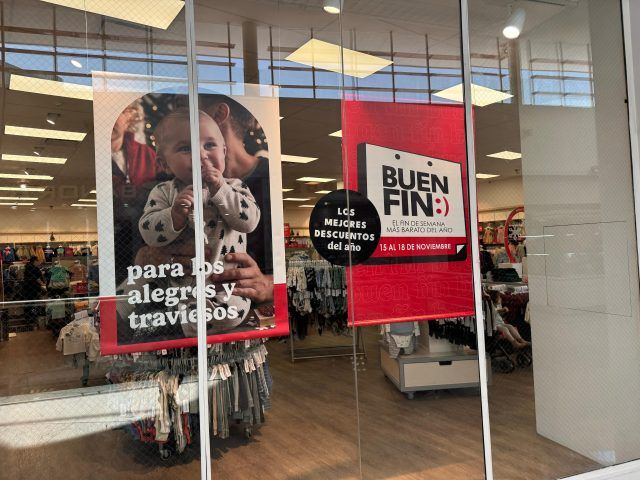 para los
alegres y
traviesos
LOS
MEJORES
DESCUENTOS
del año
BUEN
FIN:)
EL FIN DE SEMANA
MÁS BARATO DEL AÑO
15 AL 18 DE NOVIEMBRE